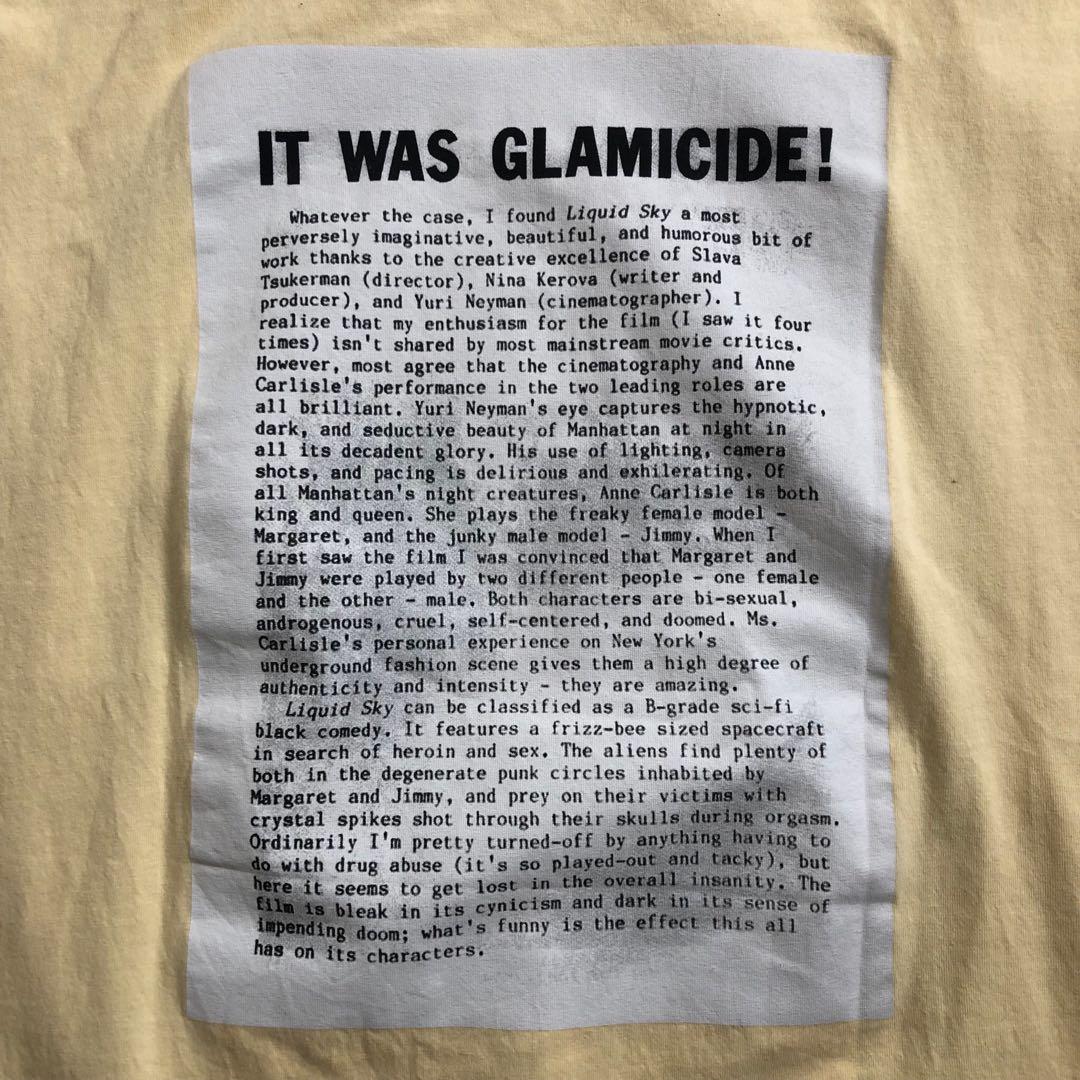 IT WAS GLAMICIDE!
Whatever the case, I found Liquid Sky a most
perversely imaginative, beautiful, and humorous bit of
work thanks to the creative excellence of Slava
Tsukerman (director), Nina Kerova (writer and
producer), and Yuri Neyman (cinematographer). I
realize that my enthusiasm for the film (I saw it four
times) isn't shared by most mainstream movie critics.
However, most agree that the cinematography and Anne
Carlisle's performance in the two leading roles are
all brilliant. Yuri Neyman's eye captures the hypnotic,
dark, and seductive beauty of Manhattan at night in
all its decadent glory. His use of lighting, camera
shots, and pacing is delirious and exhilerating. Of
all Manhattan's night creatures, Anne Carlisle is both
king and queen. She plays the freaky female model -
Margaret, and the junky male model - Jimmy. When I
first saw the film I was convinced that Margaret and
Jimmy were played by two different people - one female
and the other - male. Both characters are bi-sexual,
androgenous, cruel, self-centered, and doomed. Ms.
Carlisle's personal experience on New York's
underground fashion scene gives them a high degree of
authenticity and intensity - they are amazing.
Liquid Sky can be classified as a B-grade sci-fi
black comedy. It features a frizz-bee sized spacecraft
in search of heroin and sex. The aliens find plenty of
both in the degenerate punk circles inhabited by
Margaret and Jimmy, and prey on their victims with
crystal spikes shot through their skulls during orgasm.
Ordinarily I'm pretty turned-off by anything having to
do with drug abuse (it's so played-out and tacky), but
here it seems to get lost in the overall insanity. The
film is bleak in its cynicism and dark in its sense of
impending doom; what's funny is the effect this all
has on its characters.